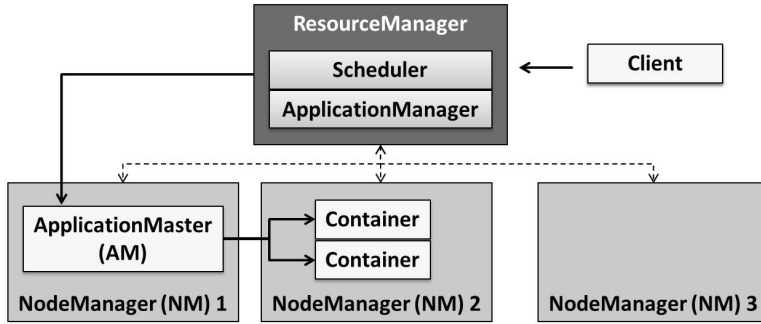 ResourceManager
Scheduler
ApplicationManager
Client
ApplicationMaster
(AM)
Container
Container
NodeManager (NM) 1
NodeManager (NM) 2
NodeManager (NM) 3